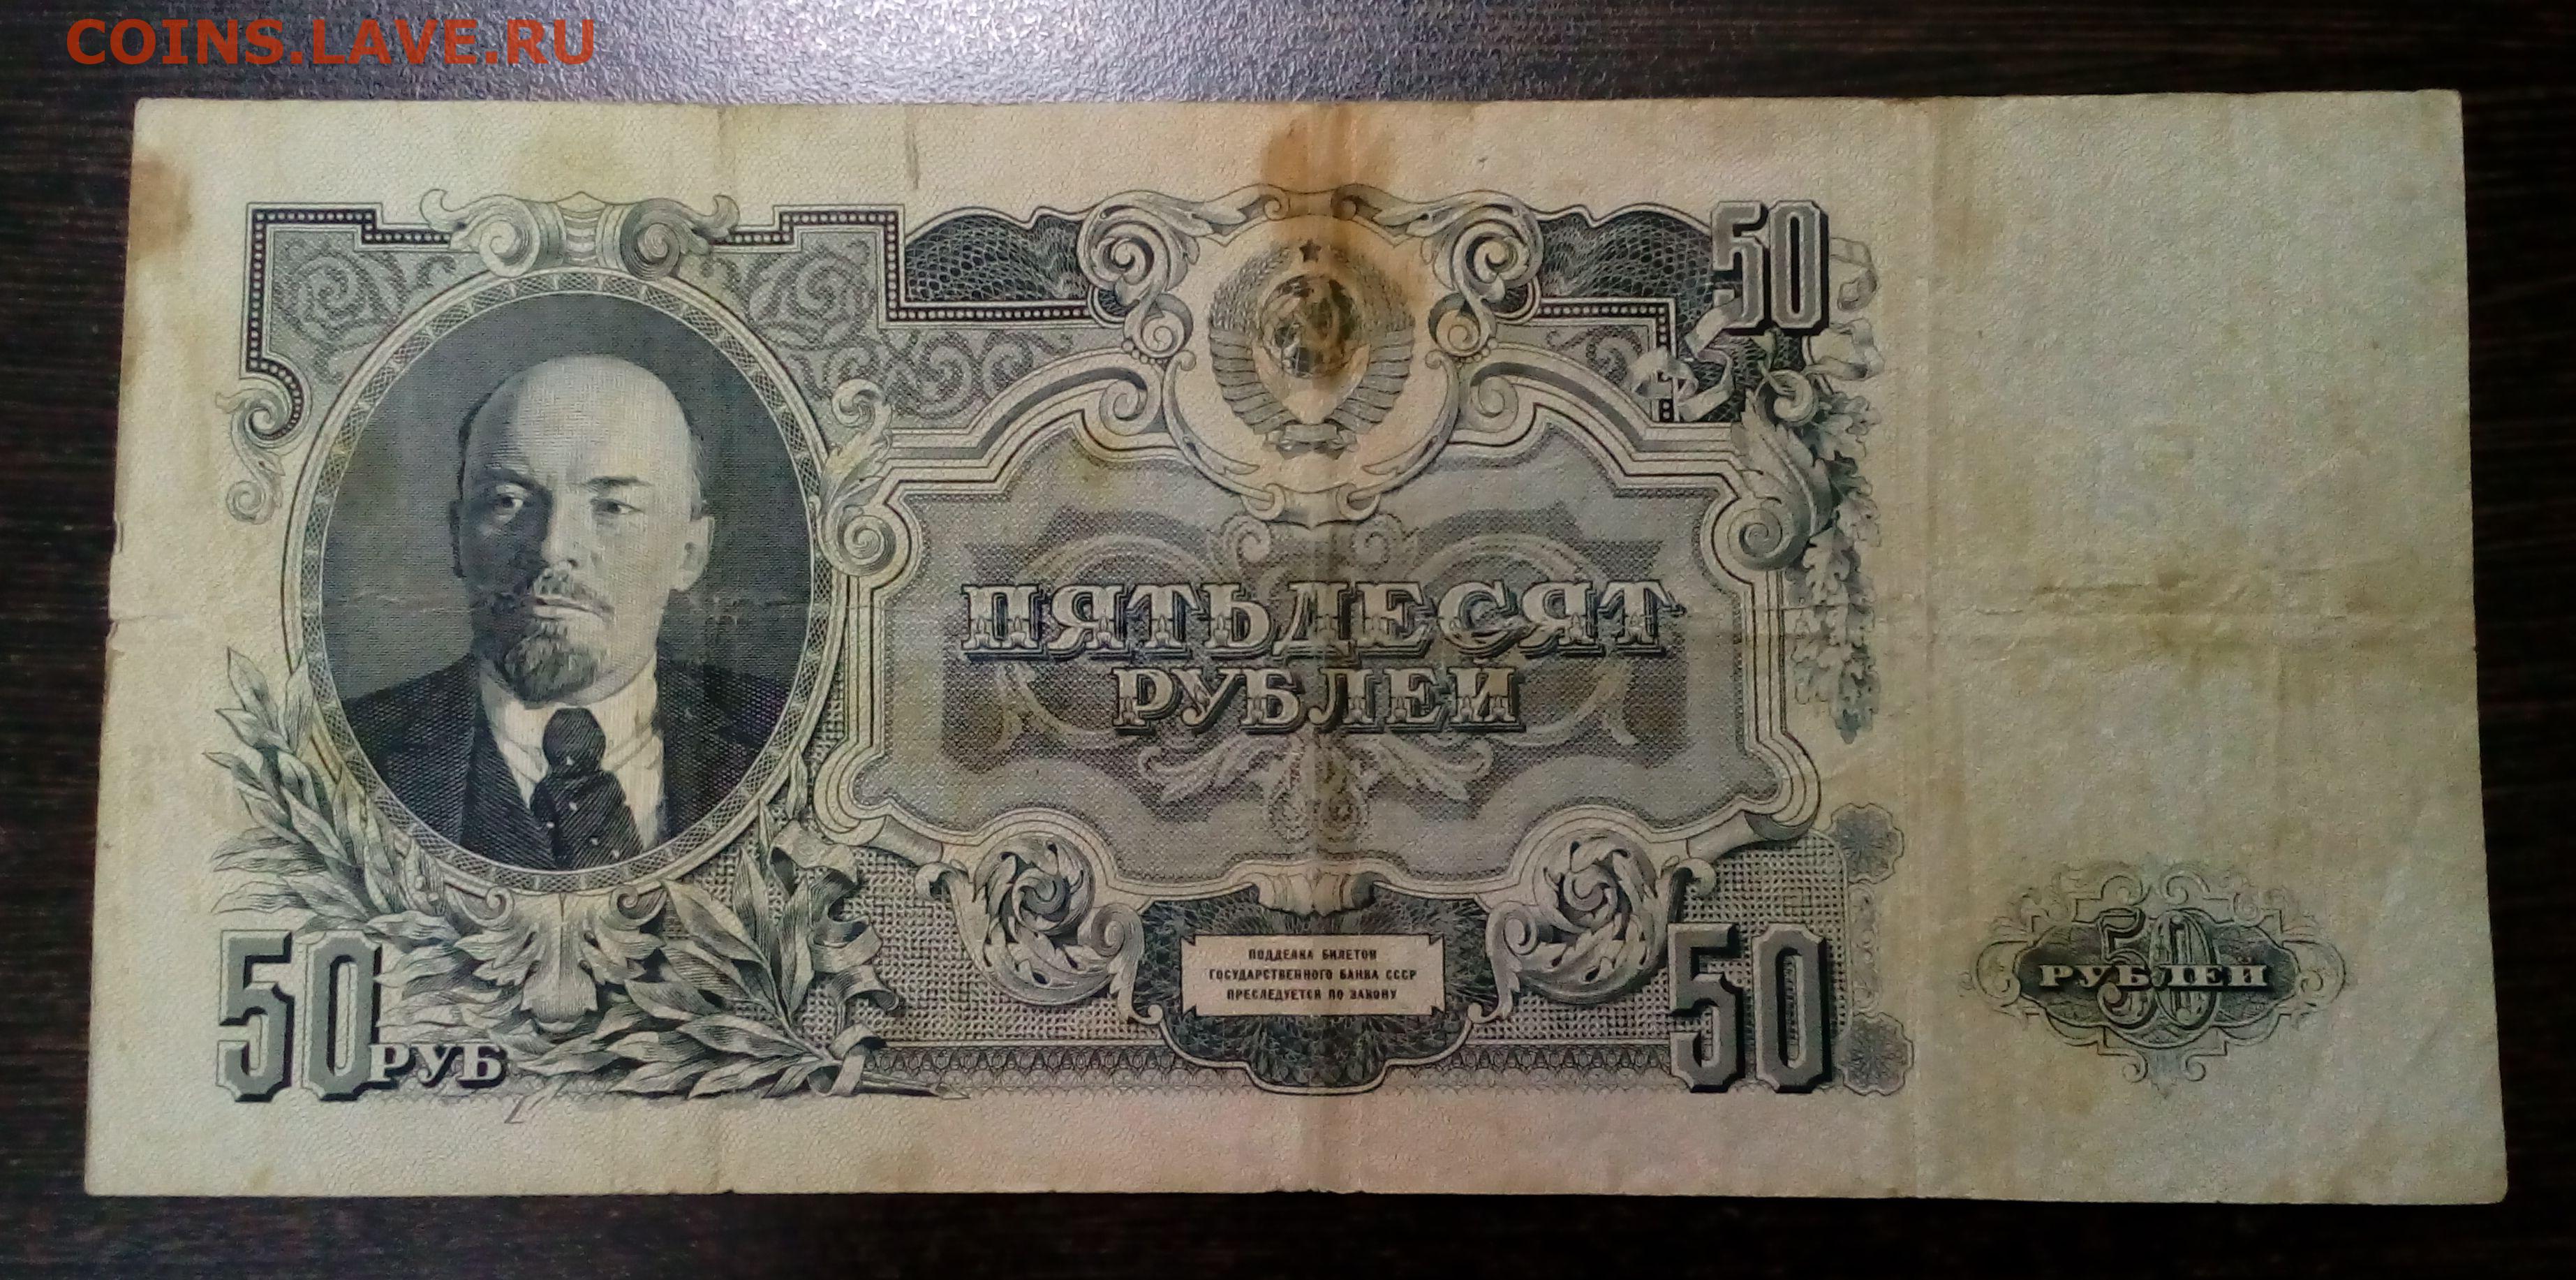 COINS.LAVE.RU
50
ПЯТЬДЕСЯТ
РУБЛЕЙ
ПОДДЕЛКА БИЛЕТОВ
ГОСУДАРСТВЕННОГО БАНКА СССР
ПРЕСЛЕДУЕТСЯ ПО ЗАКОНУ
50 РУБ
50
50
РУБЛЕЙ